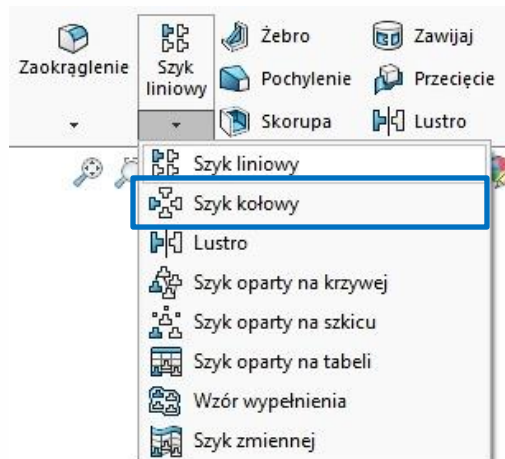 Zaokrąglenie
Szyk
liniowy
Żebro
Pochylenie
Skorupa
Zawijaj
Przecięcie
Lustro
Szyk liniowy
Szyk kołowy
Lustro
Szyk oparty na krzywej
Szyk oparty na szkicu
Szyk oparty na tabeli
Wzór wypełnienia
Szyk zmiennej